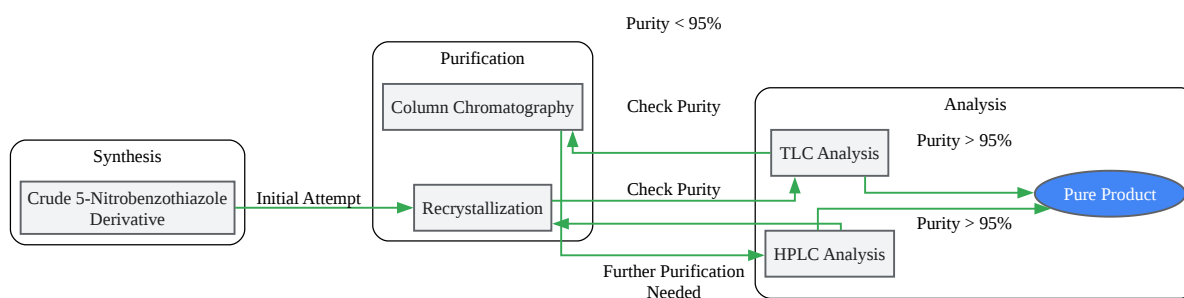 Purity < 95%
Purification
Column Chromatography
Check Purity
Analysis
Synthesis
TLC Analysis
Purity > 95%
Crude 5-Nitrobenzothiazole
Derivative
Initial Attempt
Recrystallization
Check Purity
Pure Product
Purity > 95%
HPLC Analysis
Further Purification
Needed